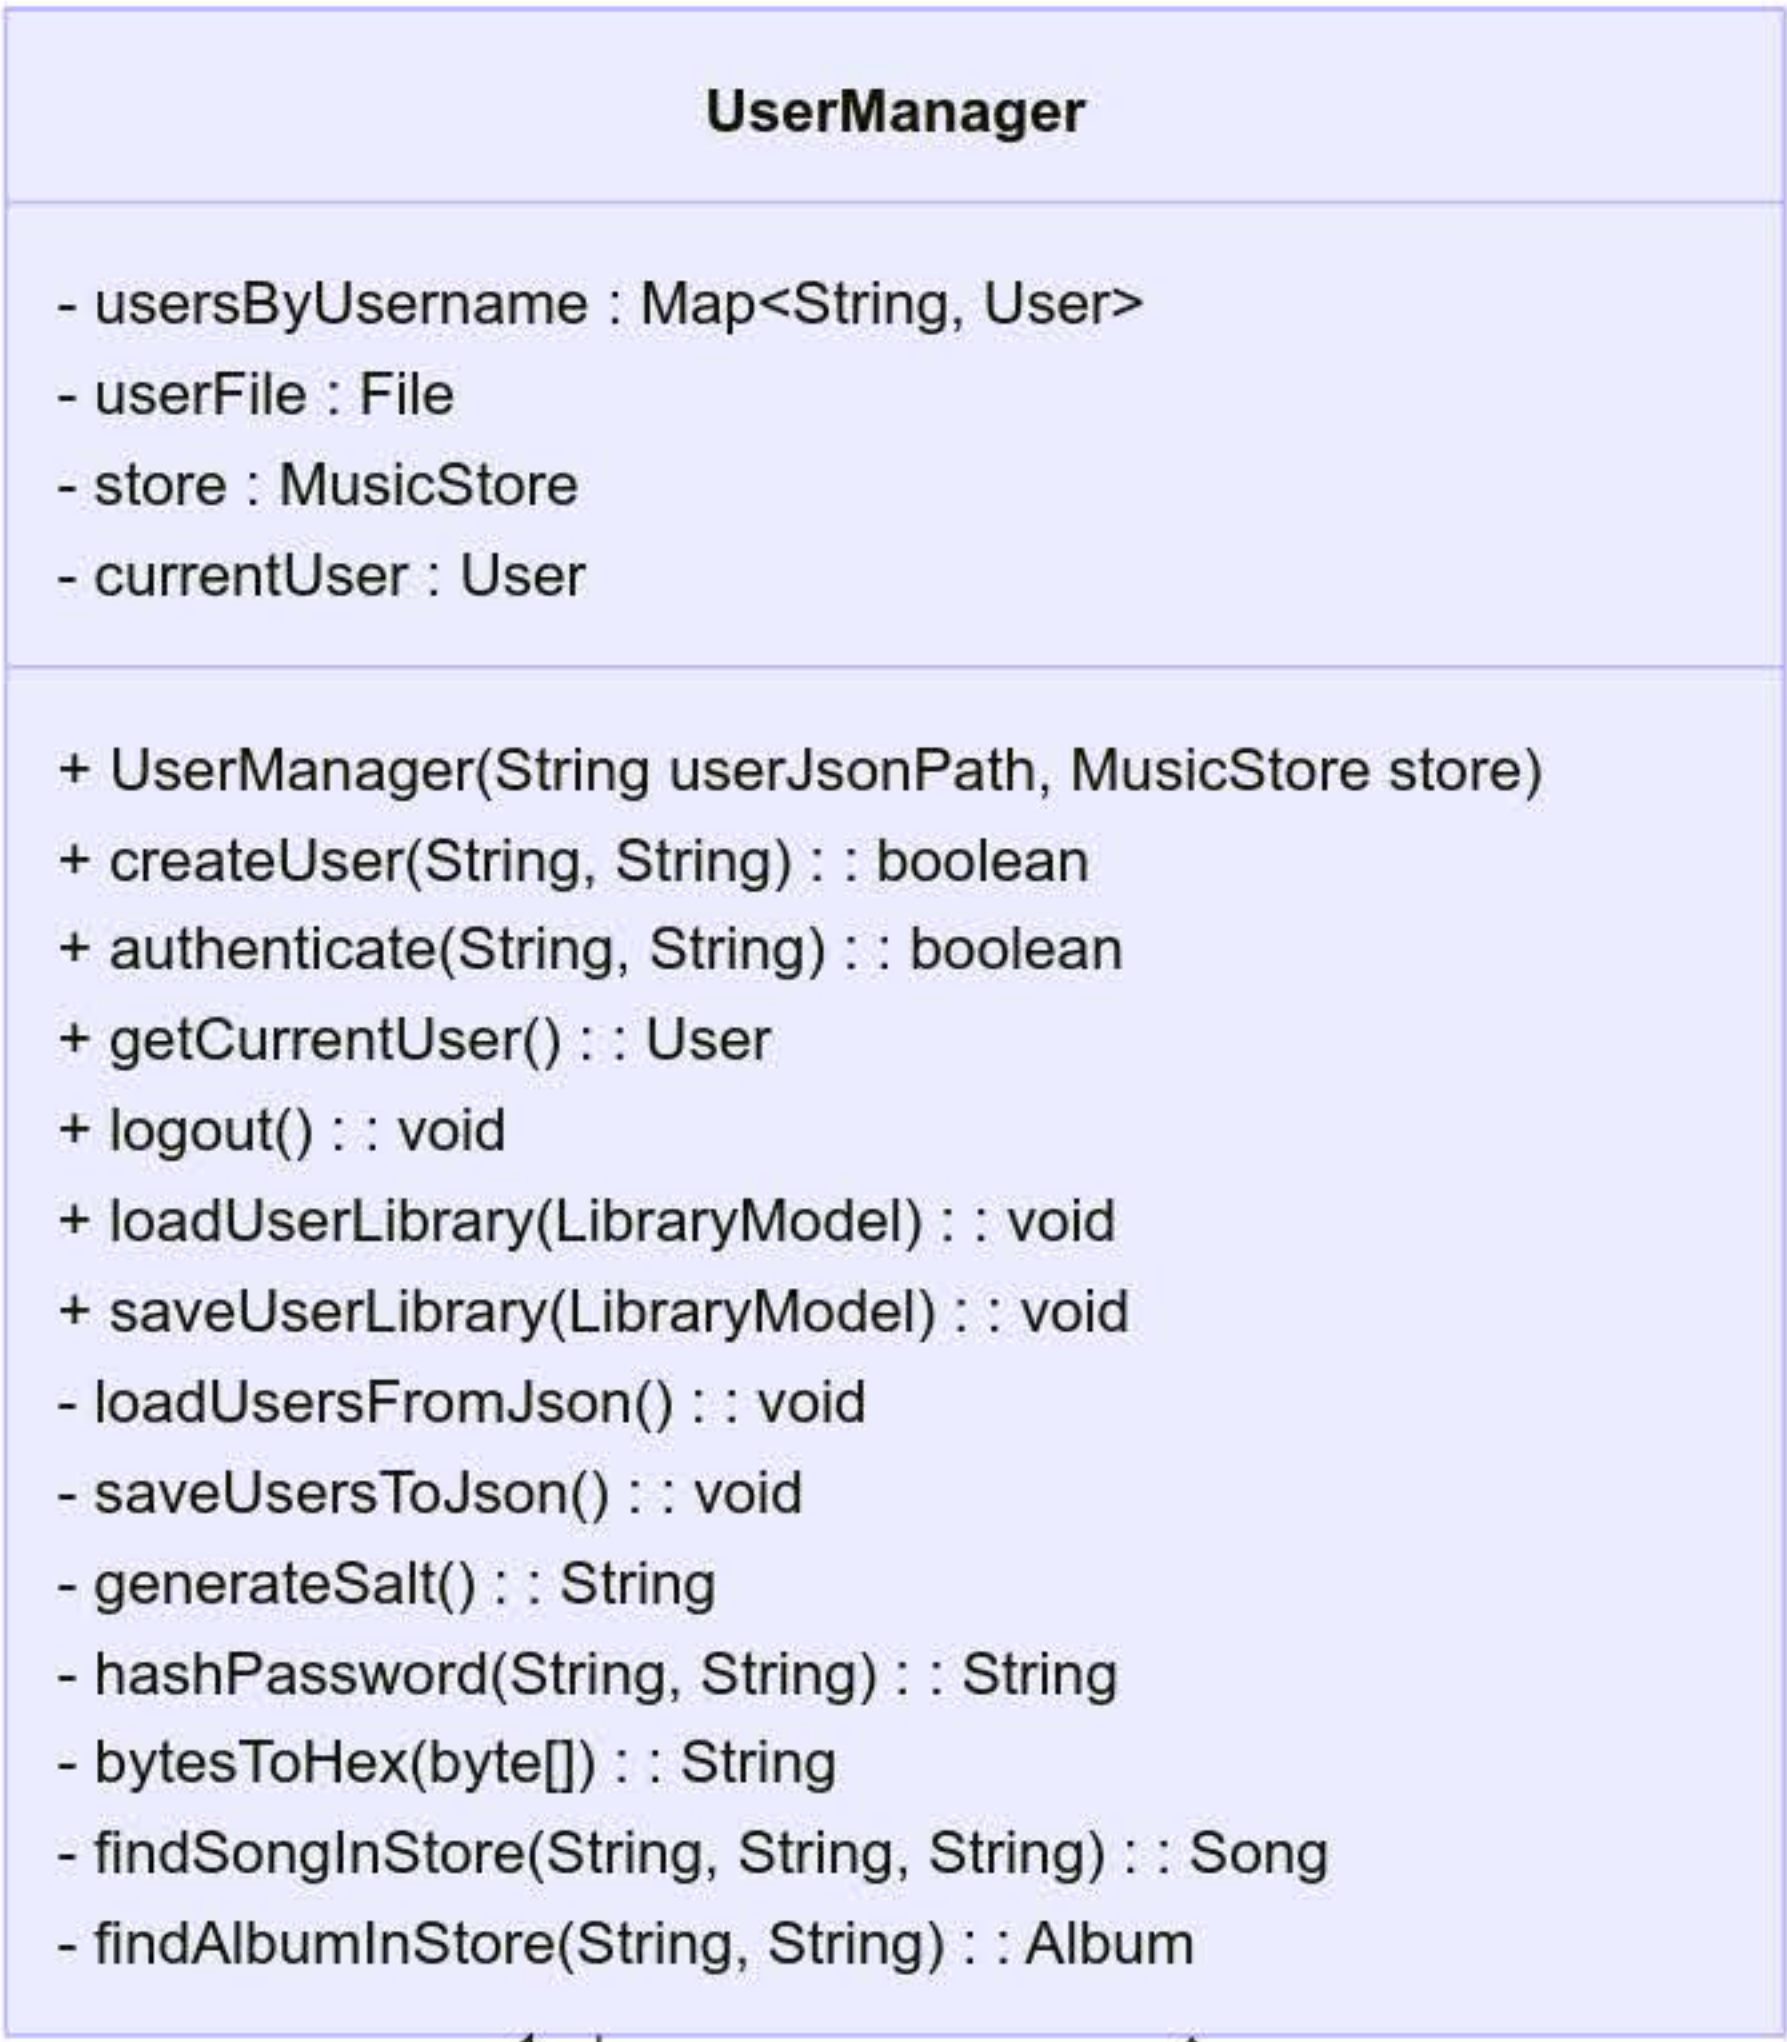 UserManager
- usersByUsername : Map<String, User>
- userFile : File
- store : MusicStore
- currentUser : User
+ UserManager(String userJsonPath, MusicStore store)
+ createUser(String, String) : : boolean
+ authenticate(String, String) : : boolean
+ getCurrentUser() : : User
+ logout() : : void
+ loadUserLibrary(LibraryModel) : : void
+ saveUserLibrary(LibraryModel) : : void
- loadUsersFromJson() : : void
- saveUsersToJson() : : void
- generateSalt() : : String
- hashPassword(String, String) : : String
- bytesToHex(byte[]) : : String
- findSongInStore(String, String, String) : : Song
- findAlbumInStore(String, String) : : Album